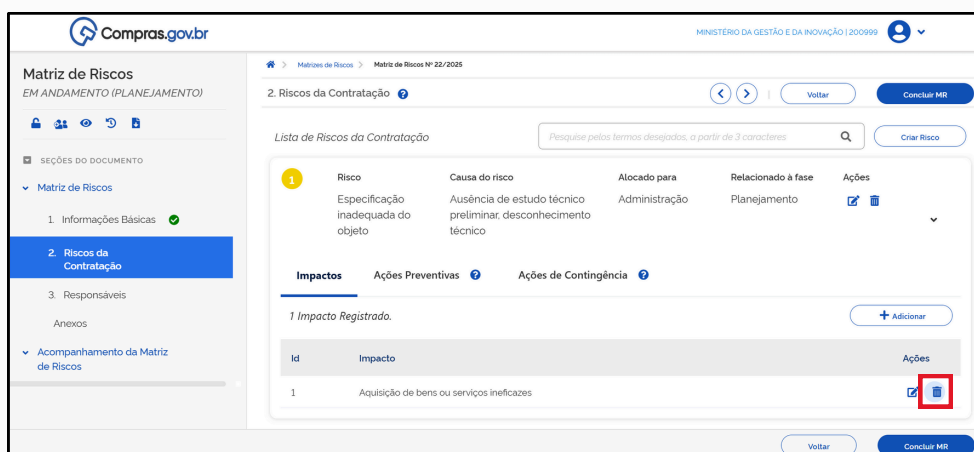 Compras.gov.br
MINISTÉRIO DA GESTÃO E DA INOVAÇÃO | 200999
Matriz de Riscos
EM ANDAMENTO (PLANEJAMENTO)
SEÇÕES DO DOCUMENTO
Matriz de Riscos
1. Informações Básicas
2. Riscos da
Contratação
3. Responsáveis
Anexos
Acompanhamento da Matriz
de Riscos
> Matrizes de Riscos > Matriz de Riscos Nº 22/2025
2. Riscos da Contratação ?
Voltar
Concluir MR
Lista de Riscos da Contratação
Pesquise pelos termos desejados, a partir de 3 caracteres
Criar Risco
1
Risco
Causa do risco
Alocado para
Relacionado à fase
Ações
Especificação
inadequada do
objeto
Ausência de estudo técnico
preliminar, desconhecimento
técnico
Administração
Planejamento
Impactos
Ações Preventivas ?
Ações de Contingência ?
1 Impacto Registrado.
+ Adicionar
Id
Impacto
Ações
1
Aquisição de bens ou serviços ineficazes
Voltar
Concluir MR